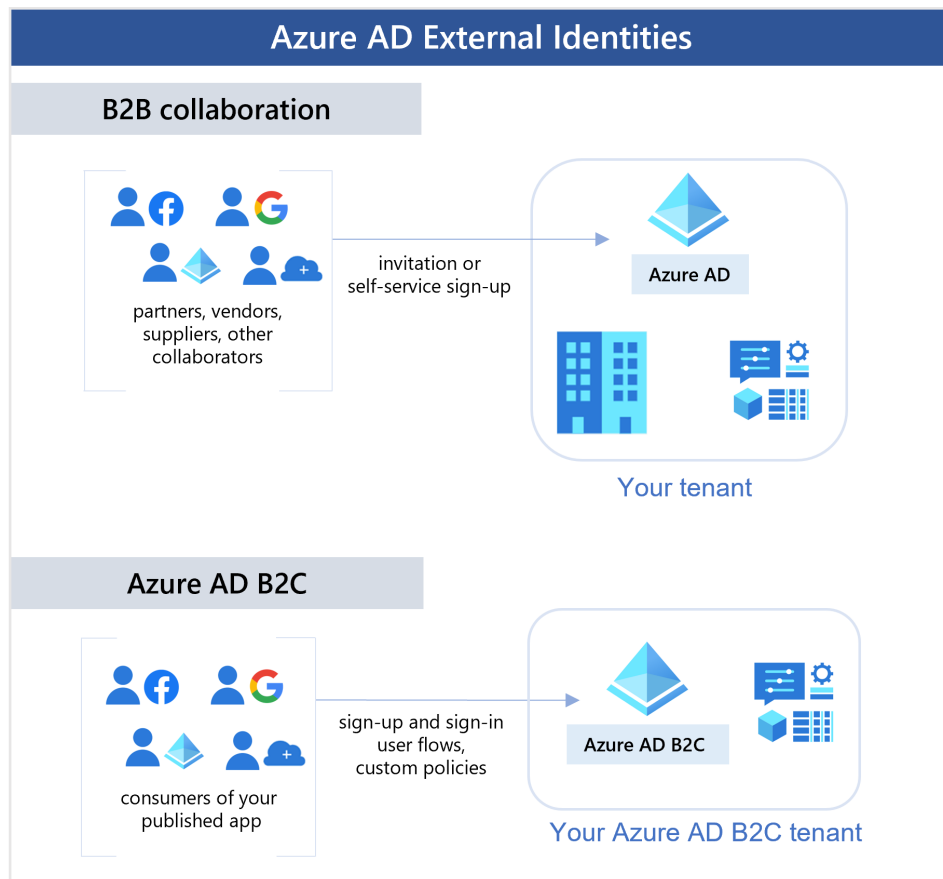 Azure AD External Identities
B2B collaboration
partners, vendors,
suppliers, other
collaborators
invitation or
self-service sign-up
Azure AD
Your tenant
Azure AD B2C
consumers of your
published app
sign-up and sign-in
user flows,
custom policies
Azure AD B2C
Your Azure AD B2C tenant